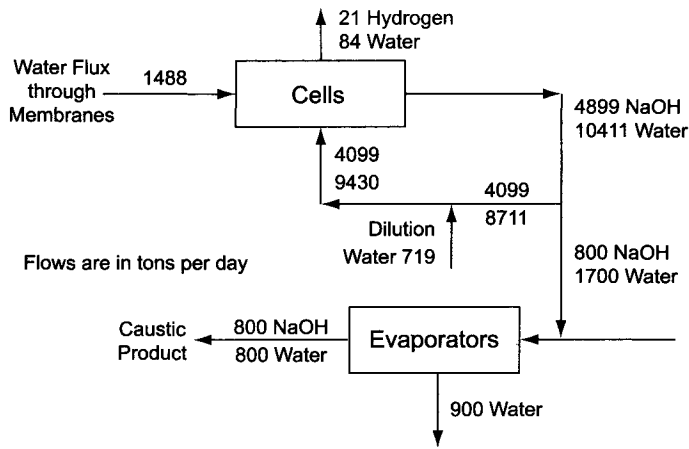 21 Hydrogen
84 Water
Water Flux
through
Membranes
1488
Cells
4899 NaOH
10411 Water
4099
9430
4099
8711
Dilution
Water 719
Flows are in tons per day
800 NaOH
1700 Water
Caustic
Product
800 NaOH
800 Water
Evaporators
900 Water